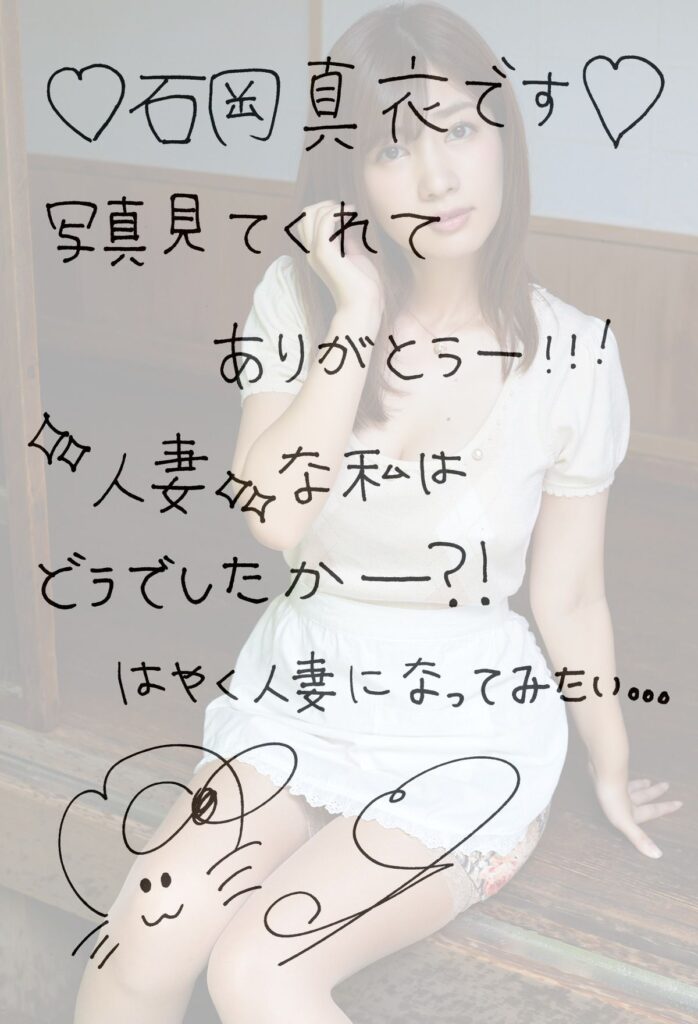 ♡石岡真衣です♡
写真見てくれて
ありがとうー!!!
人妻な私は
どうでしたかー?!
はやく人妻になってみたい...